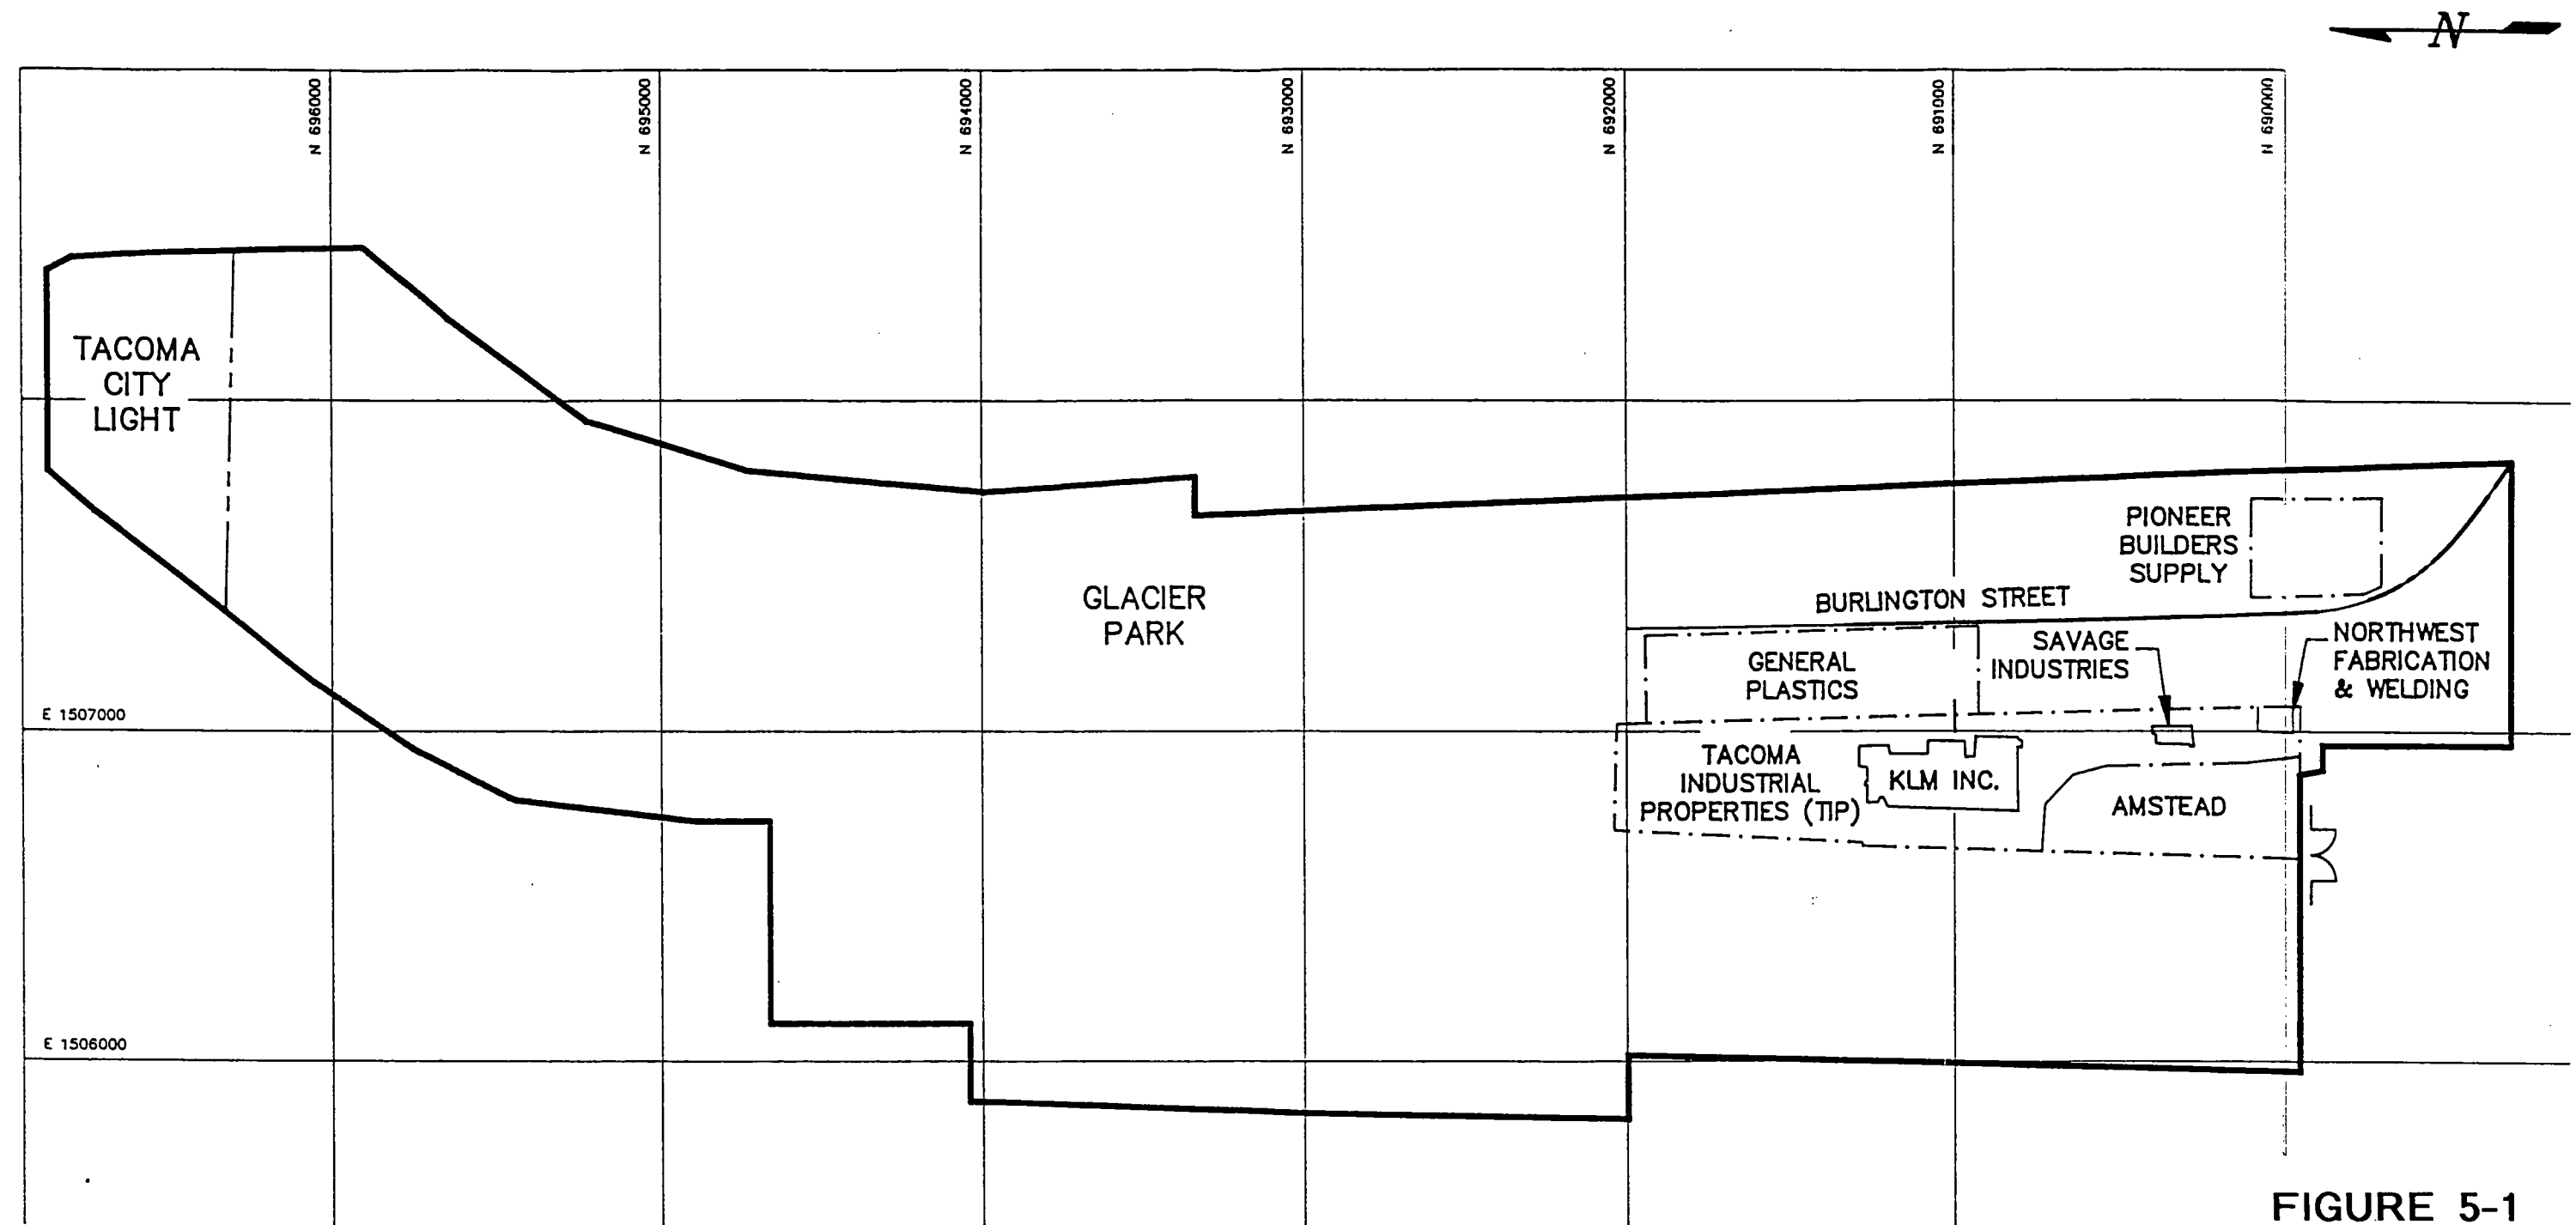 N
N 696000
N 695000
N 694000
N 693000
N 692000
N 691000
N 690000
TACOMA
CITY
LIGHT
GLACIER
PARK
PIONEER
BUILDERS
SUPPLY
BURLINGTON STREET
GENERAL
PLASTICS
SAVAGE
INDUSTRIES
NORTHWEST
FABRICATION
& WELDING
E 1507000
TACOMA
INDUSTRIAL
PROPERTIES (TIP)
KLM INC.
AMSTEAD
E 1506000
FIGURE 5-1